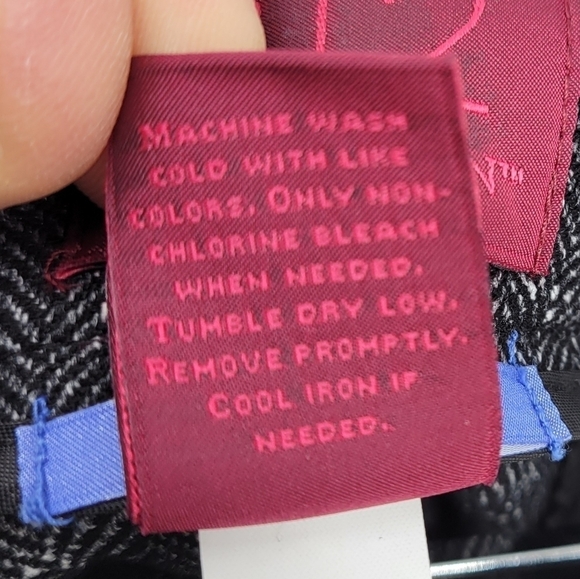 MACHINE WASH
COLD WITH LIKE
COLORS. ONLY NON-
CHLORINE BLEACH
WHEN NEEDED.
TUMBLE DRY LOW.
REMOVE PROMPTLY.
COOL IRON IF
NEEDED.